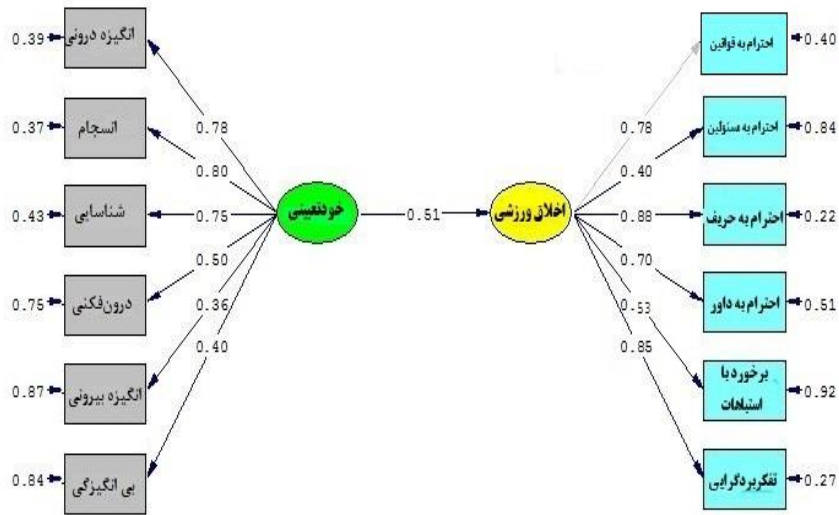 0.39
انگیزه درونی
0.37
انسجام
0.43
شناسایی
0.75
درون‌فکنی
0.87
انگیزه بیرونی
0.84
بی انگیزگی
0.78
0.80
0.75
0.50
0.36
0.40
خودتعیینی
0.51
اخلاق ورزشی
0.78
0.40
0.88
0.70
0.53
0.85
احترام به قوانین
0.40
احترام به مسئولین
0.84
احترام به حریف
0.22
احترام به داور
0.51
برخورد با
استباهات
0.92
تفکربردگرایی
0.27